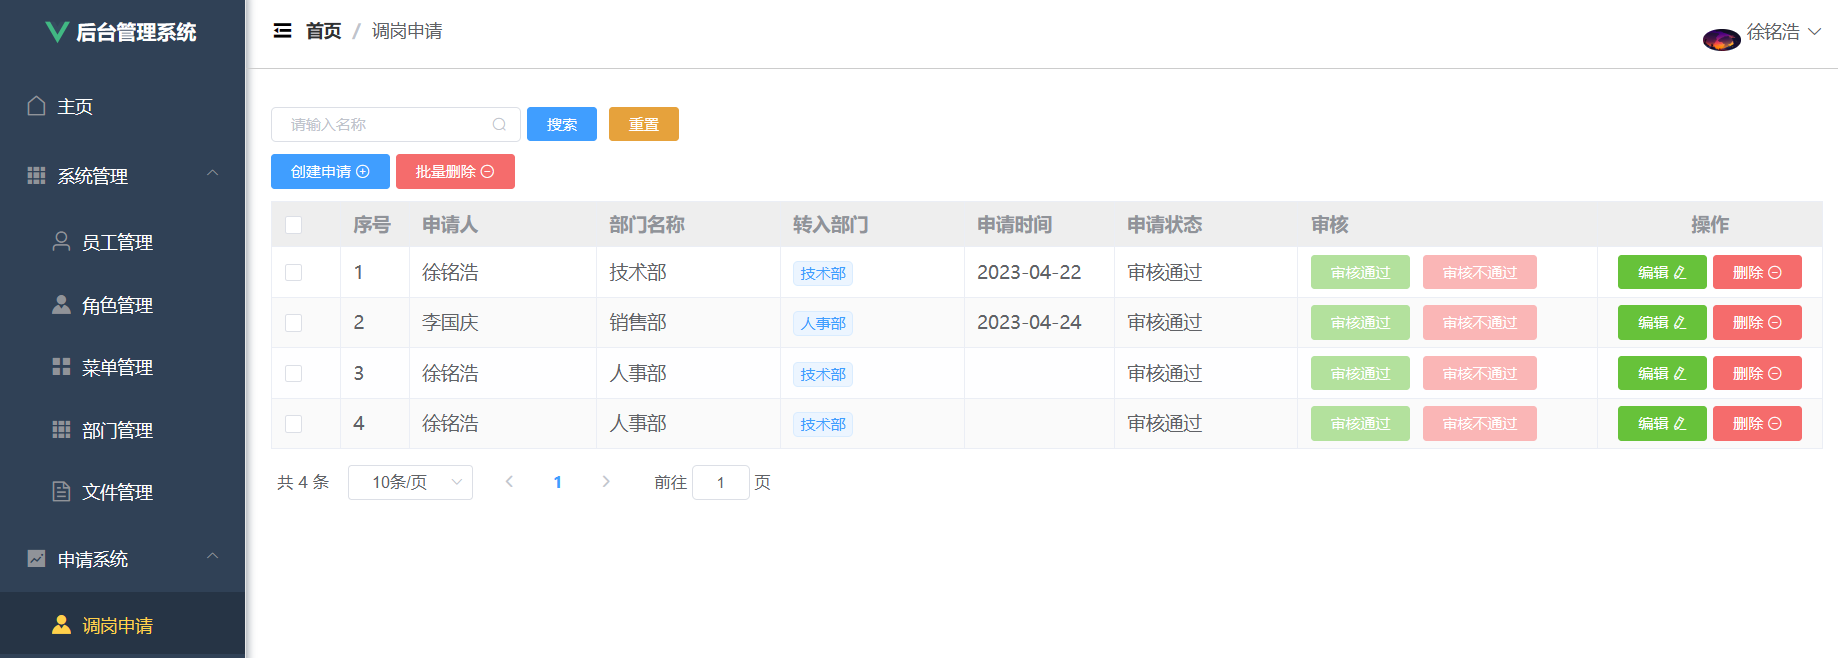 后台管理系统
首页 / 调岗申请
徐铭浩
主页
系统管理
员工管理
角色管理
菜单管理
部门管理
文件管理
申请系统
调岗申请
请输入名称 搜索 重置
创建申请 批量删除
序号 申请人 部门名称 转入部门 申请时间 申请状态 审核 操作
1 徐铭浩 技术部 技术部 2023-04-22 审核通过 审核通过 审核不通过 编辑 删除
2 李国庆 销售部 人事部 2023-04-24 审核通过 审核通过 审核不通过 编辑 删除
3 徐铭浩 人事部 技术部 审核通过 审核通过 审核不通过 编辑 删除
4 徐铭浩 人事部 技术部 审核通过 审核通过 审核不通过 编辑 删除
共 4 条 10条/页 1 前往 1 页